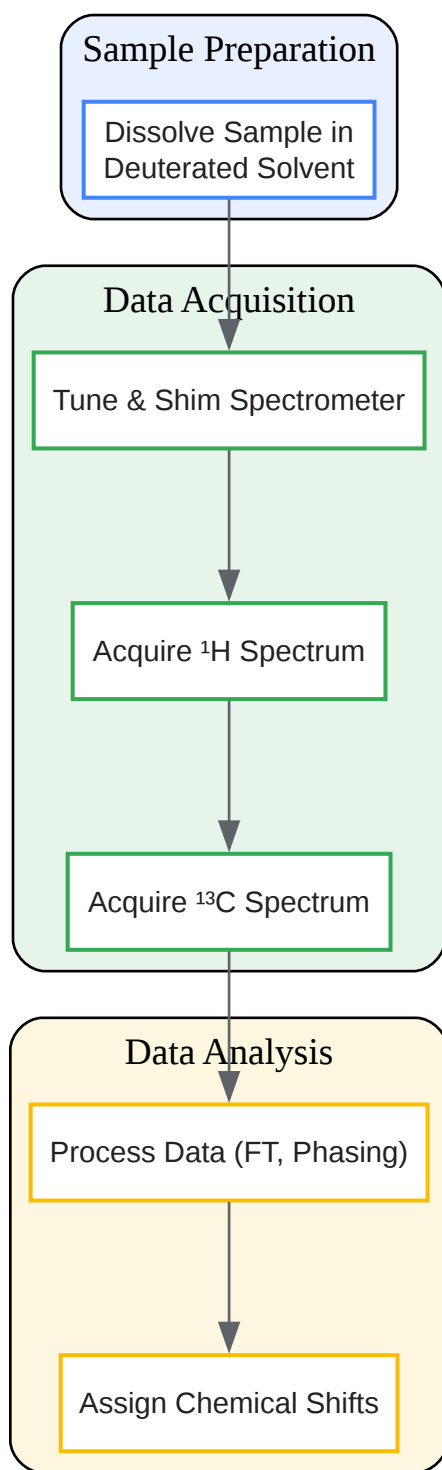 Sample Preparation
Dissolve Sample in
Deuterated Solvent
Data Acquisition
Tune & Shim Spectrometer
Acquire ¹H Spectrum
Acquire ¹³C Spectrum
Data Analysis
Process Data (FT, Phasing)
Assign Chemical Shifts